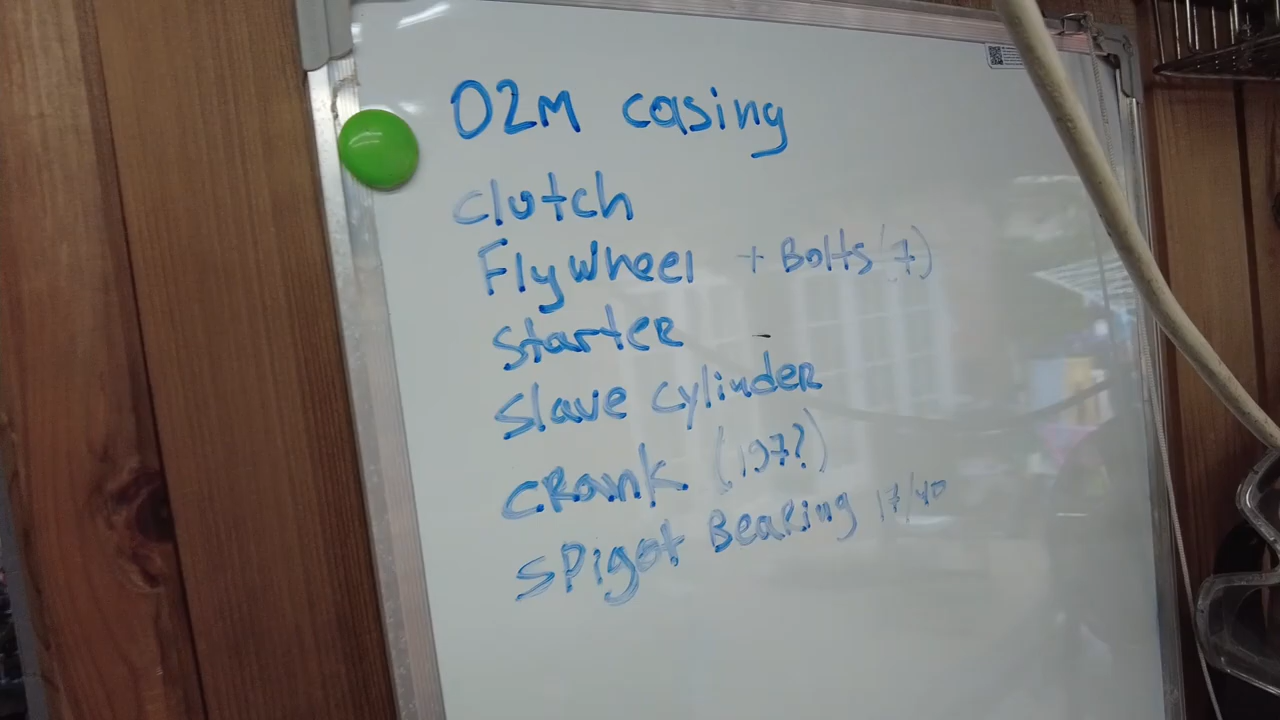 02M casing
clutch
Flywheel + Bolts (7)
starter -
slave cylinder
crank (197?)
spigot Bearing 17/40